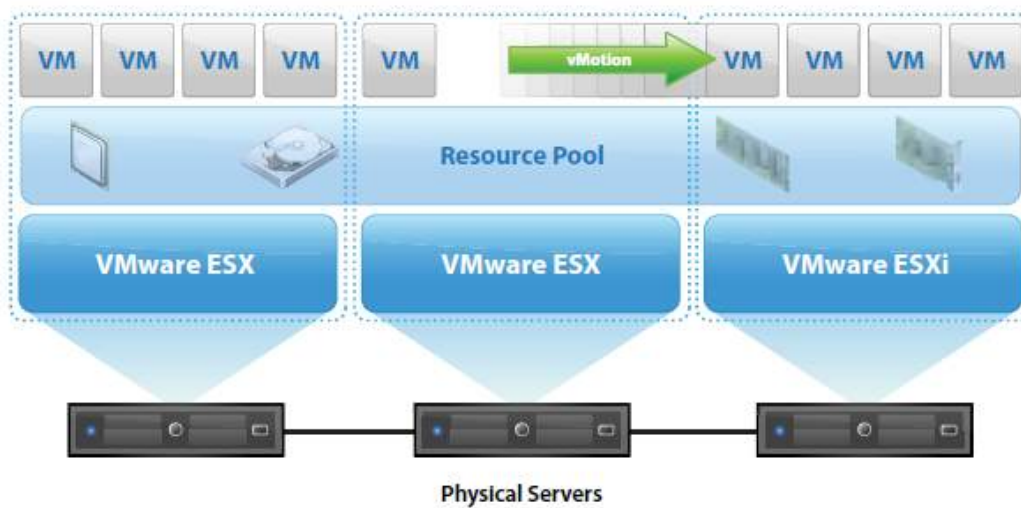 VM VM VM VM VM vMotion VM VM VM VM
Resource Pool
VMware ESX VMware ESX VMware ESXi
Physical Servers